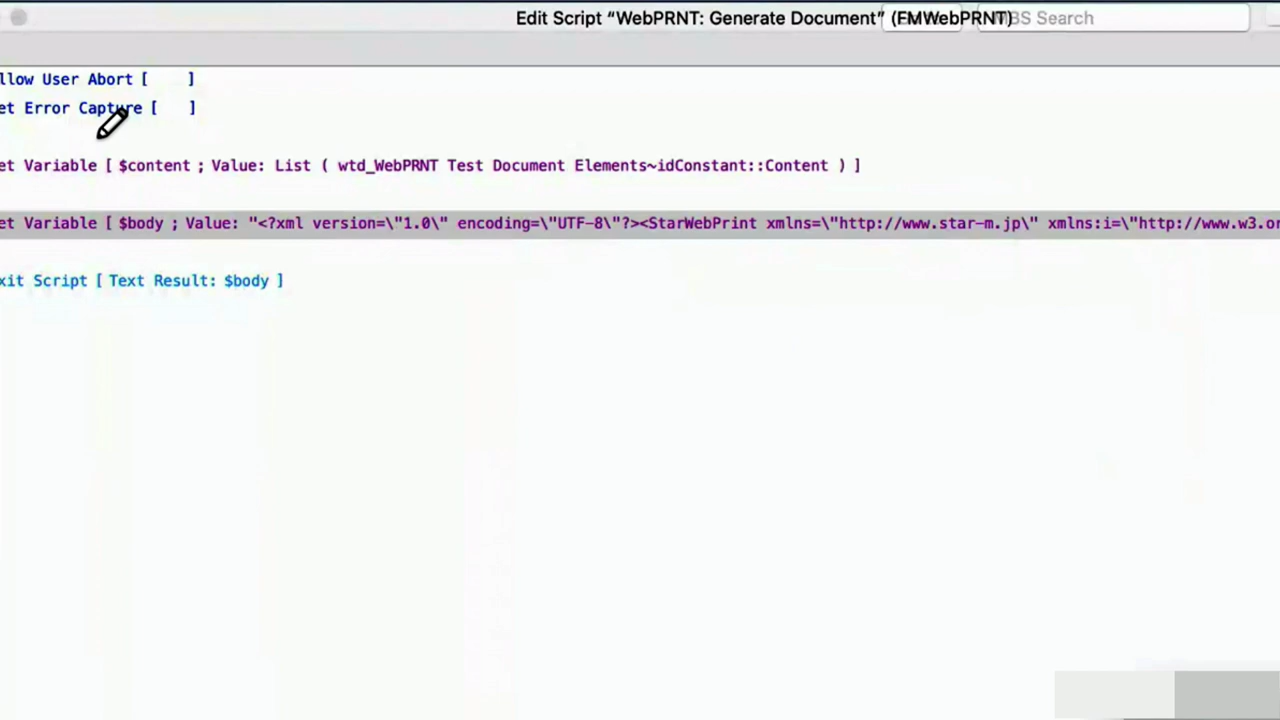 Edit Script “WebPRNT: Generate Document” (FMWebPRNT)
MBS Search
llow User Abort [ ]
et Error Capture [ ]
et Variable [ $content ; Value: List ( wtd_WebPRNT Test Document Elements~idConstant::Content ) ]
et Variable [ $body ; Value: "<?xml version=\"1.0\" encoding=\"UTF-8\"?><StarWebPrint xmlns=\"http://www.star-m.jp\" xmlns:i=\"http://www.w3.or
xit Script [ Text Result: $body ]